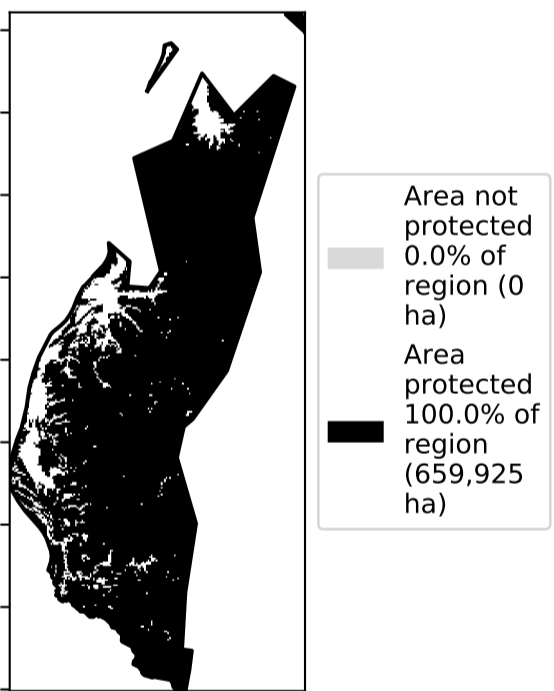 Area not
protected
0.0% of
region (0
ha)
Area
protected
100.0% of
region
(659,925
ha)